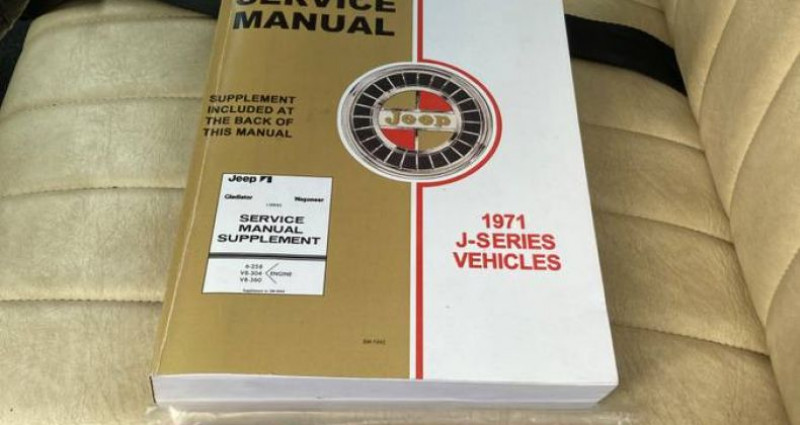 SERVICE
MANUAL
SUPPLEMENT
INCLUDED AT
THE BACK OF
THIS MANUAL
Jeep
Jeep
Gladiator Wagoneer
SERVICE
MANUAL
SUPPLEMENT
6-258
V8-304 ENGINE
V8-360
1971
J-SERIES
VEHICLES